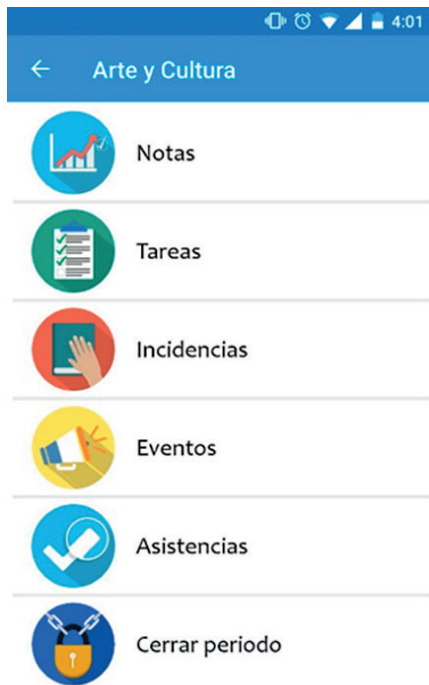 4:01
Arte y Cultura
Notas
Tareas
Incidencias
Eventos
Asistencias
Cerrar periodo